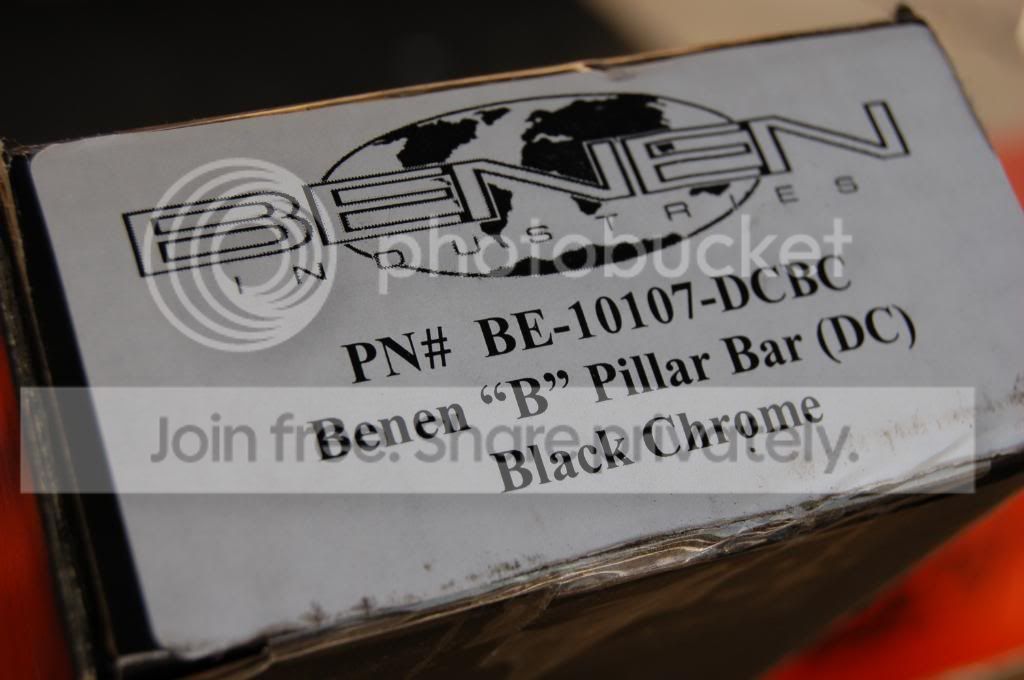 BENEN
INDUSTRIES
photobucket
PN# BE-10107-DCBC
Benen “B” Pillar Bar (DC)
Black Chrome
Join free. Share privately.